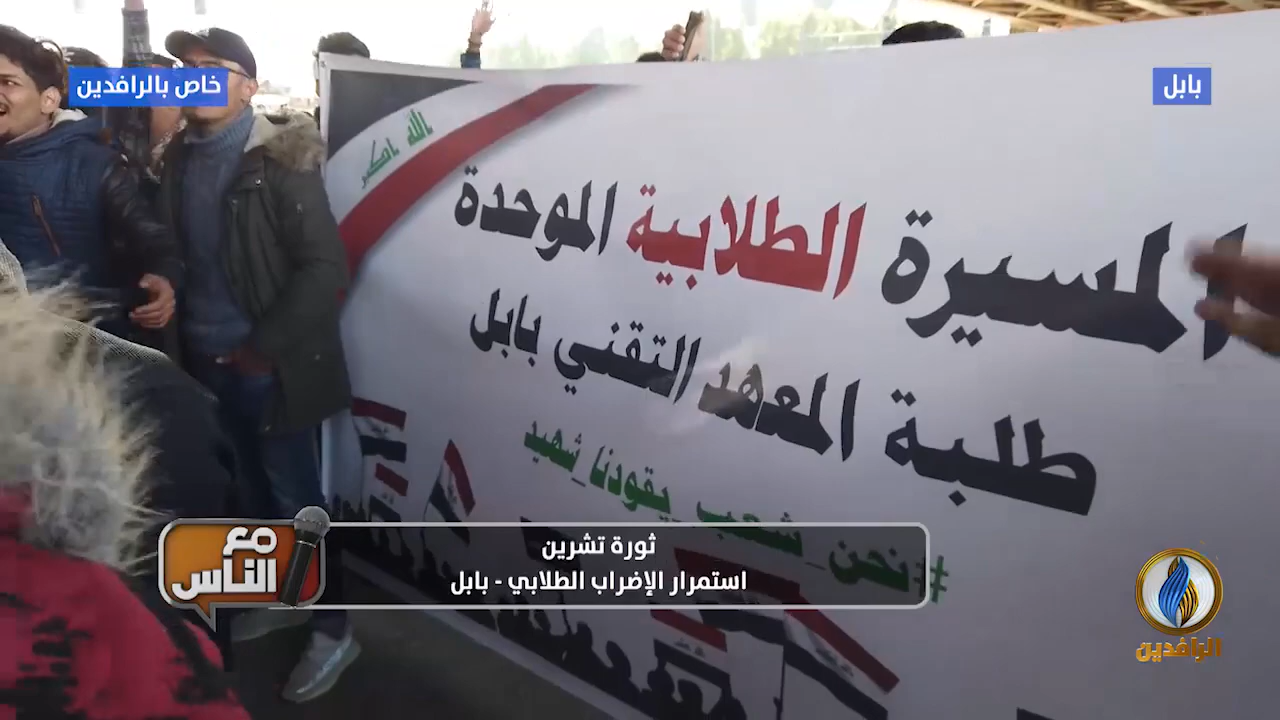 خاص بالرافدين
بابل
الله اكبر
المسيرة الطلابية الموحدة
طلبة المعهد التقني بابل
#نحن_شعب_يقودنا_شهيد
مع الناس
ثورة تشرين
استمرار الإضراب الطلابي - بابل
الرافدين